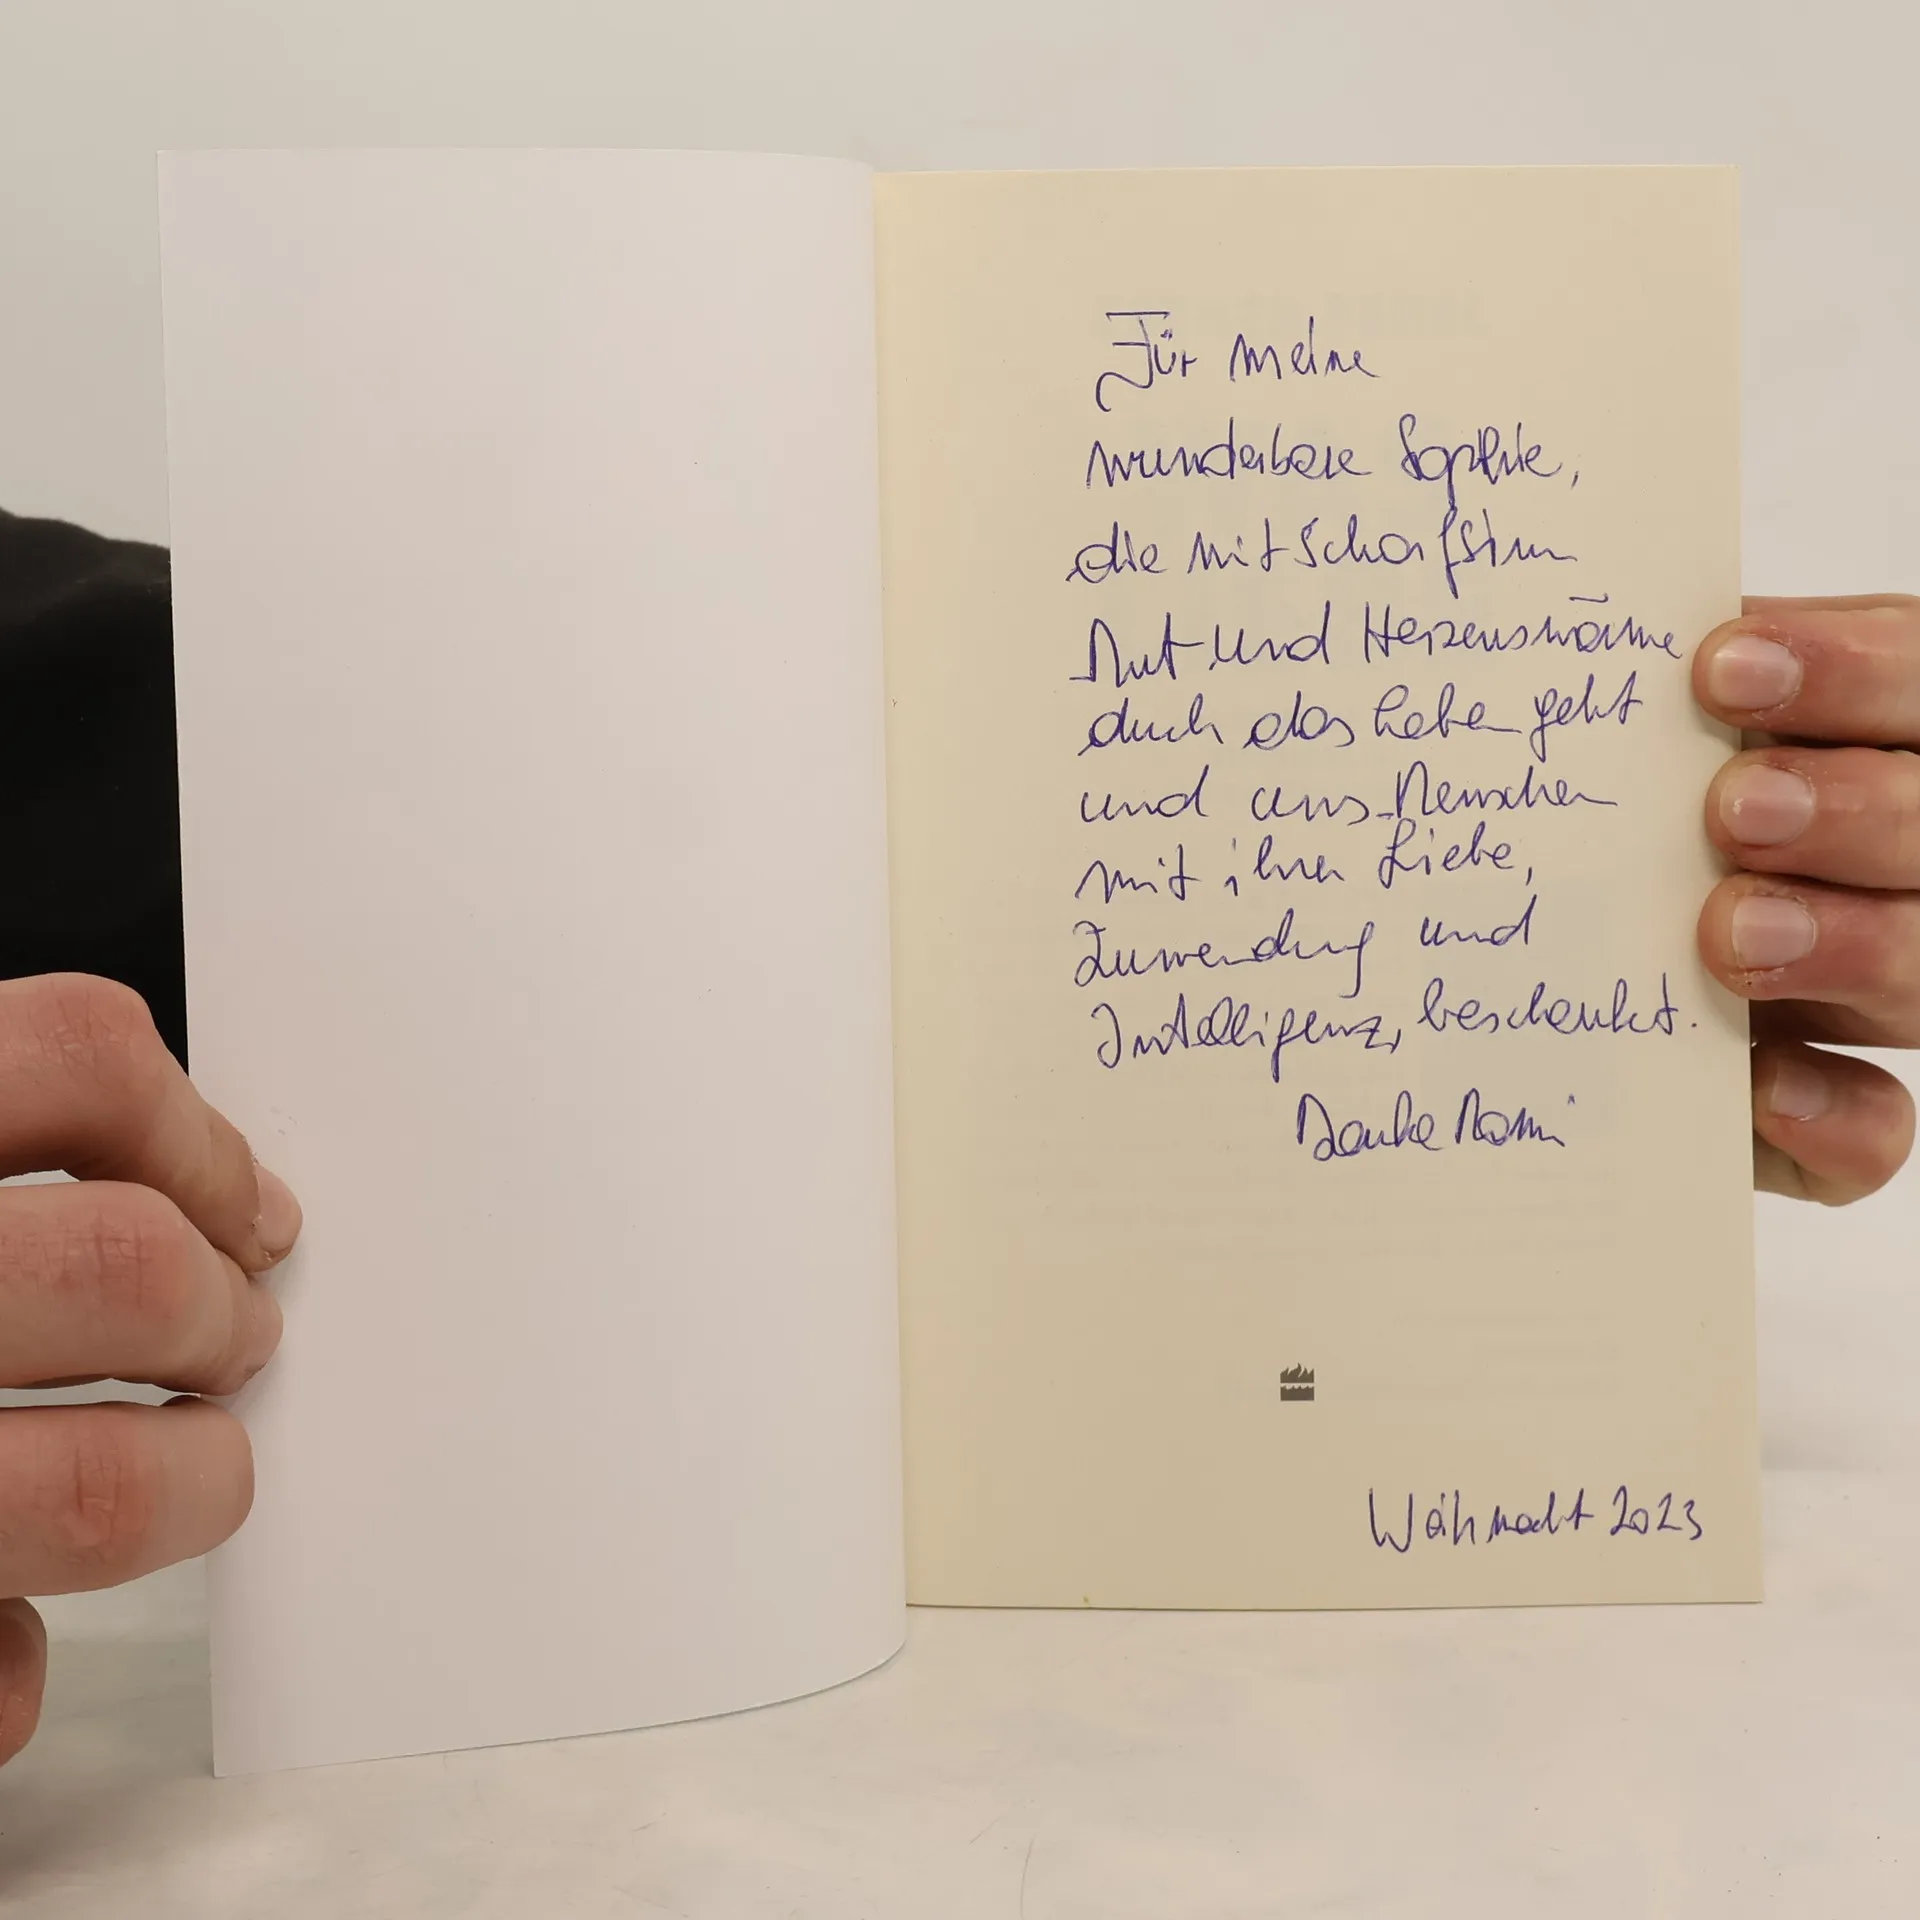 Für meine
wunderbare Sophie,
die mit Scharfsinn
Mut und Herzenswärme
durch das Leben geht
und uns Menschen
mit ihrer Liebe,
Zuwendung und
Intelligenz, beschenkt.
Danke Mami
Weihnacht 2023